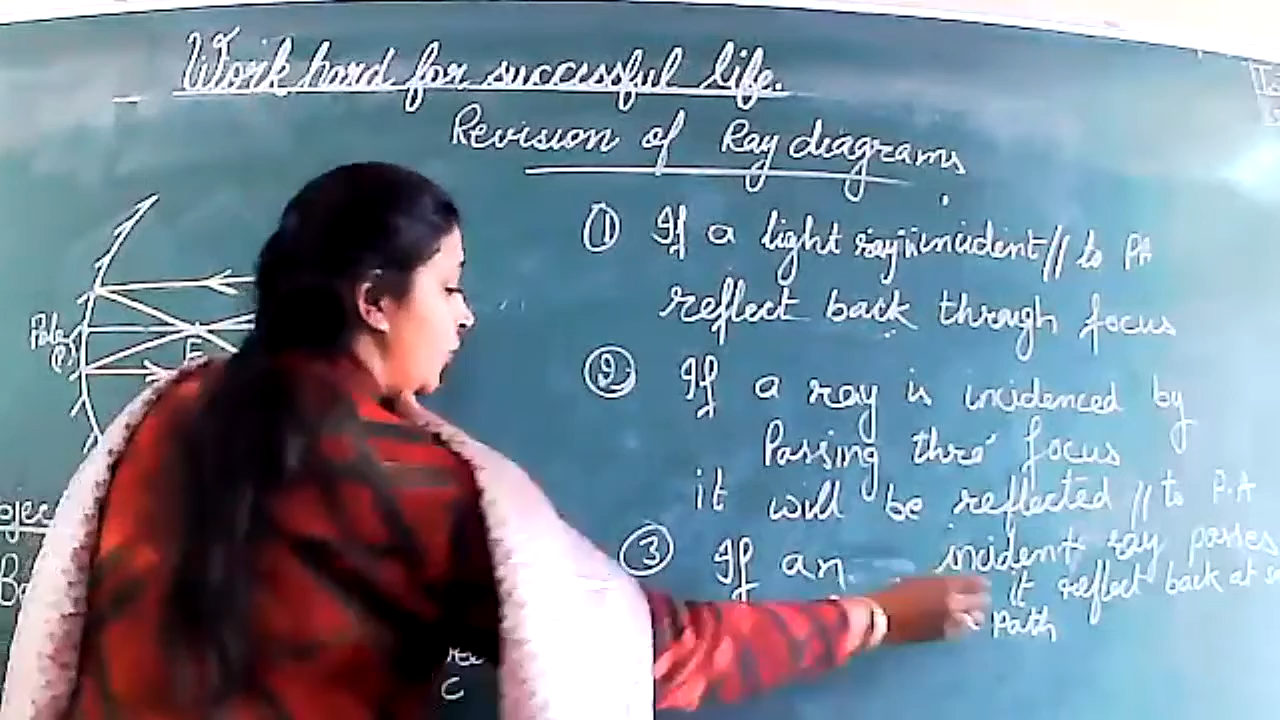 Work hard for successful life.
Revision of Ray diagrams
① If a light ray incident // to PA
reflect back through focus
② If a ray is incidenced by
Passing thro' focus
it will be reflected // to P.A
③ If an incident ray passes
it reflect back at
Path
Pole
(P)
F
C